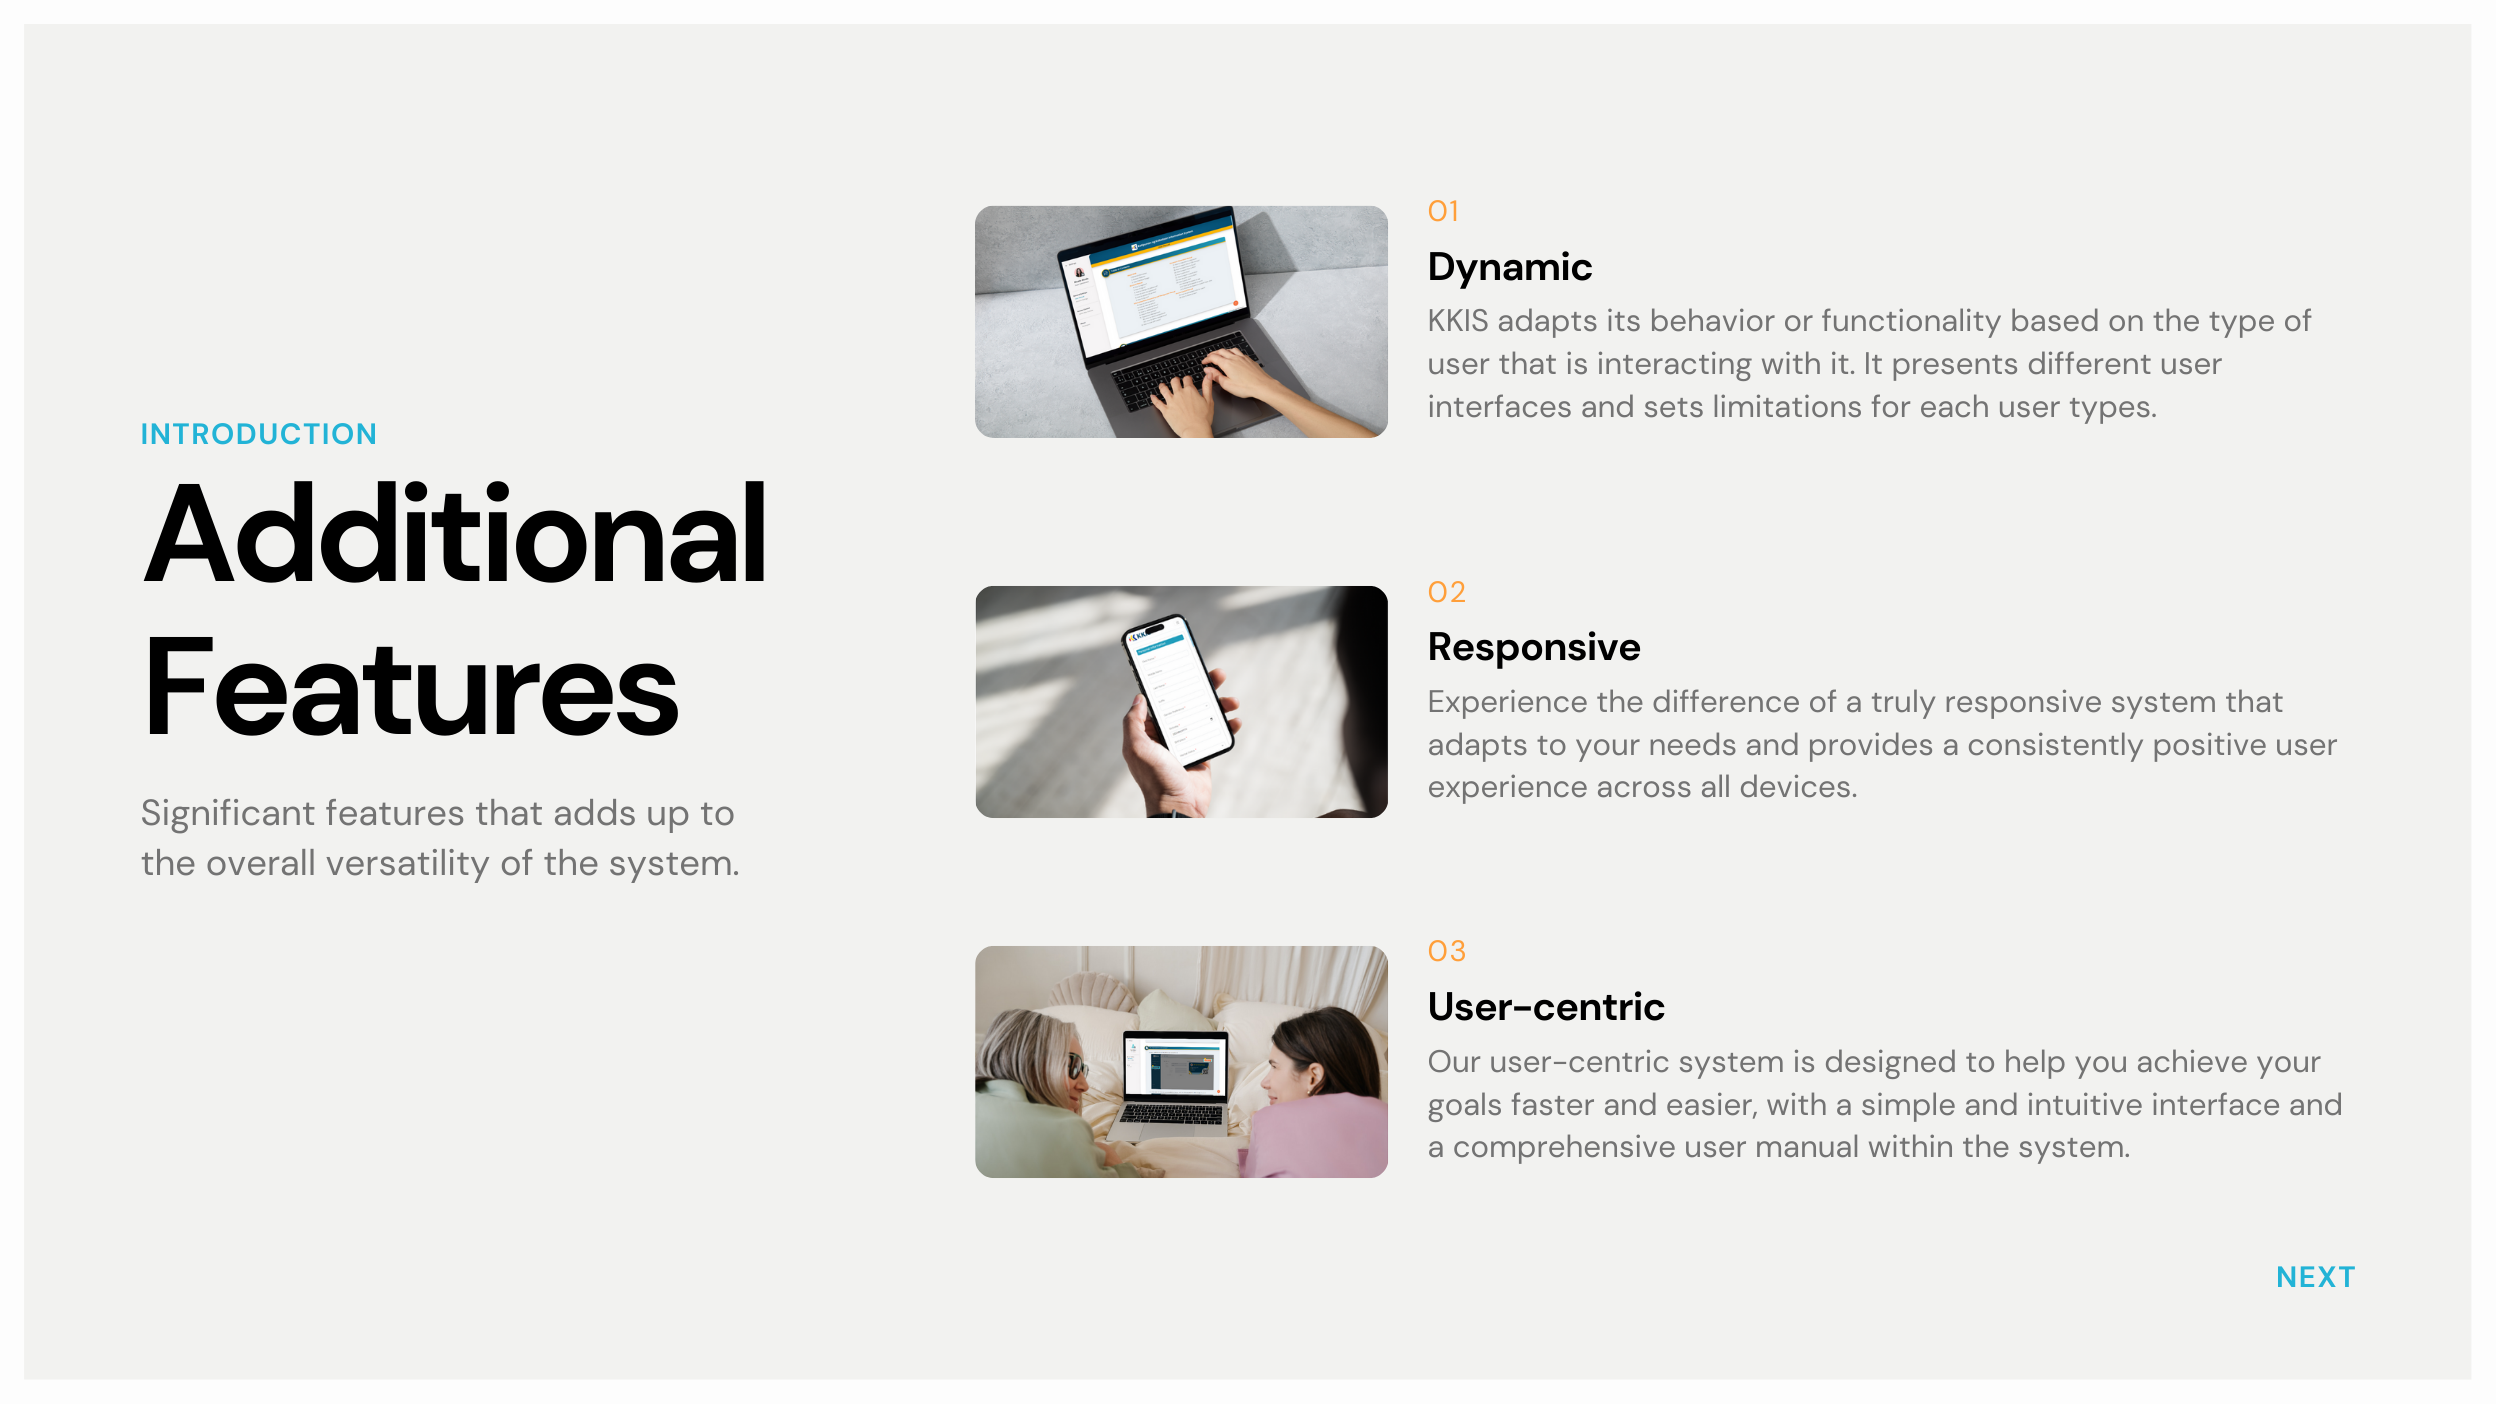 INTRODUCTION
Additional
Features
Significant features that adds up to
the overall versatility of the system.
01
Dynamic
KKIS adapts its behavior or functionality based on the type of
user that is interacting with it. It presents different user
interfaces and sets limitations for each user types.
02
Responsive
Experience the difference of a truly responsive system that
adapts to your needs and provides a consistently positive user
experience across all devices.
03
User-centric
Our user-centric system is designed to help you achieve your
goals faster and easier, with a simple and intuitive interface and
a comprehensive user manual within the system.
NEXT